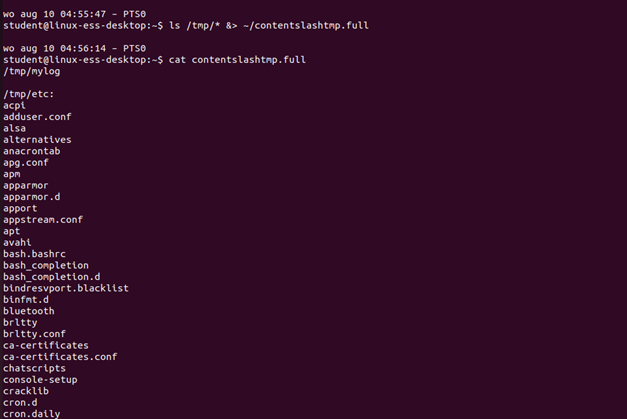 wo aug 10 04:55:47 – PTS0
student@linux-ess-desktop:~$ ls /tmp/* &> ~/contentslashtmp.full
wo aug 10 04:56:14 – PTS0
student@linux-ess-desktop:~$ cat contentslashtmp.full
/tmp/mylog
/tmp/etc:
acpi
adduser.conf
alsa
alternatives
anacrontab
apg.conf
apm
apparmor
apparmor.d
apport
appstream.conf
apt
avahi
bash.bashrc
bash_completion
bash_completion.d
bindresvport.blacklist
binfmt.d
bluetooth
brltty
brltty.conf
ca-certificates
ca-certificates.conf
chatscripts
console-setup
cracklib
cron.d
cron.daily